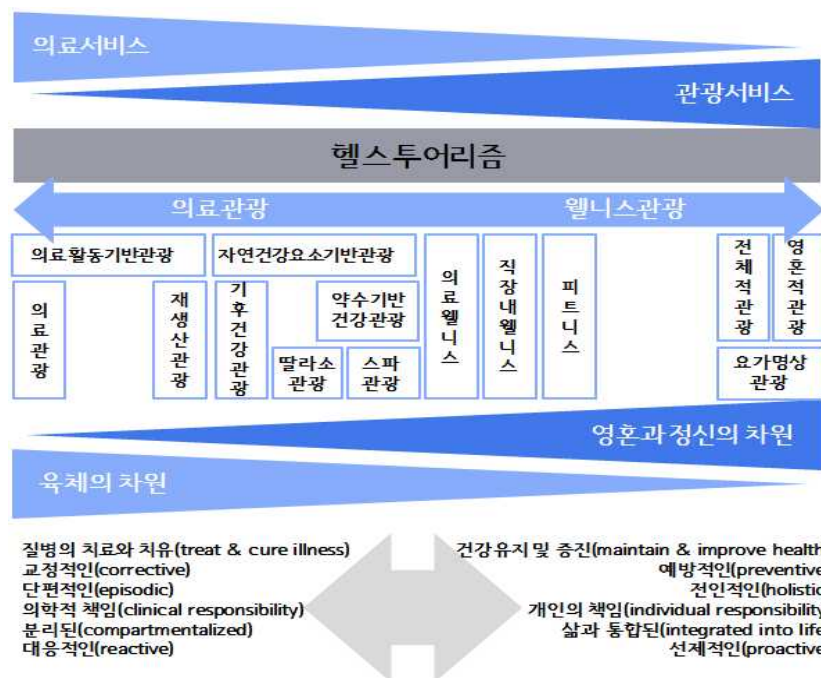 의료서비스
관광서비스
헬스투어리즘
의료관광
웰니스관광
의료활동기반관광
자연건강요소기반관광
의료웰니스
직장내웰니스
피트니스
전체적관광
영혼적관광
의료관광
재생산관광
기후건강관광
약수기반
건강관광
딸라소
관광
스파
관광
요가명상
관광
영혼과정신의 차원
육체의 차원
질병의 치료와 치유(treat & cure illness)
교정적인(corrective)
단편적인(episodic)
의학적 책임(clinical responsibility)
분리된(compartmentalized)
대응적인(reactive)
건강유지 및 증진(maintain & improve health
예방적인(preventive
전인적인(holistic
개인의 책임(individual responsibility
삶과 통합된(integrated into life
선제적인(proactive